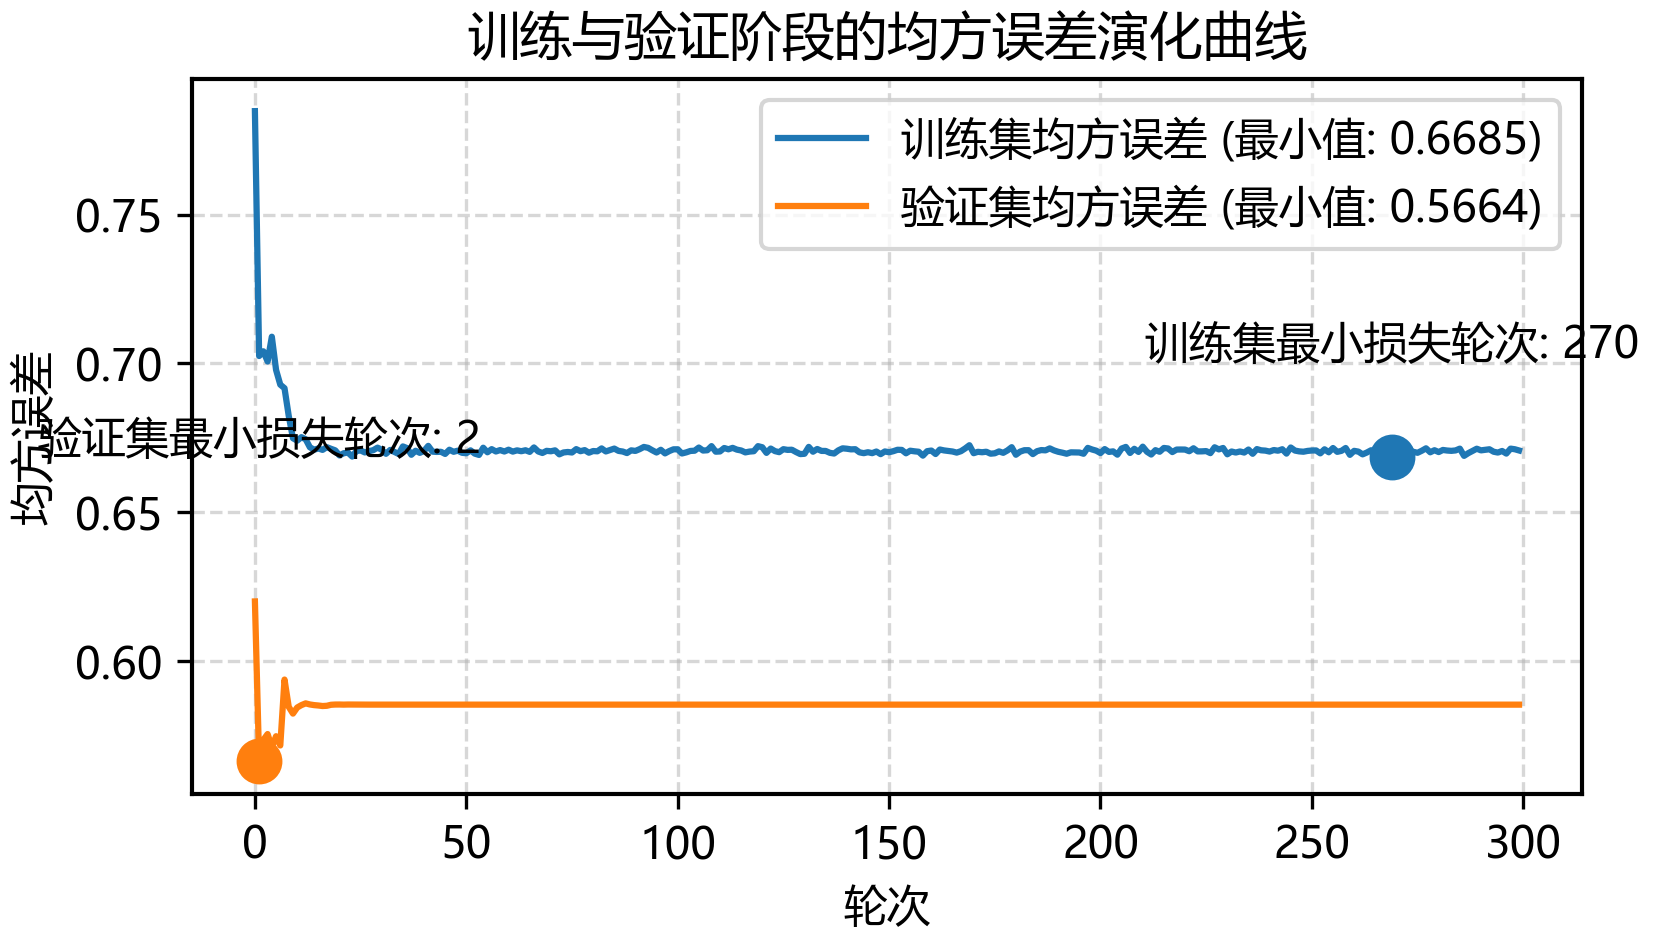 训练与验证阶段的均方误差演化曲线
训练集均方误差 (最小值: 0.6685)
验证集均方误差 (最小值: 0.5664)
0.75
训练集最小损失轮次: 270
0.70
均方误差
验证集最小损失轮次: 2
0.65
0.60
0 50 100 150 200 250 300
轮次